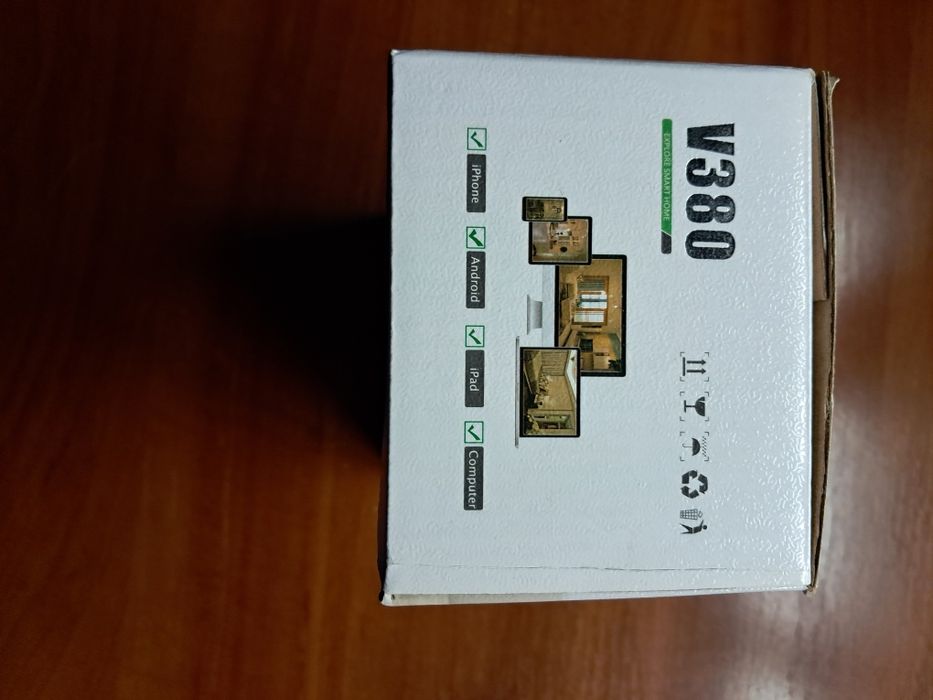 V380
EXPLORE SMART HOME
iPhone
Android
iPad
Computer